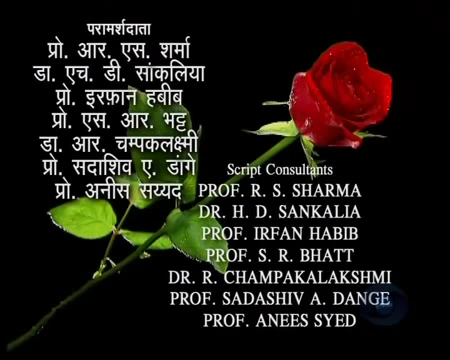 परामर्शदाता
प्रो. आर. एस. शर्मा
डा. एच. डी. सांकलिया
प्रो. इरफ़ान हबीब
प्रो. एस. आर. भट्ट
डा. आर. चम्पकलक्ष्मी
प्रो. सदाशिव ए. डांगे
प्रो. अनीस सय्यद
Script Consultants
PROF. R. S. SHARMA
DR. H. D. SANKALIA
PROF. IRFAN HABIB
PROF. S. R. BHATT
DR. R. CHAMPAKALAKSHMI
PROF. SADASHIV A. DANGE
PROF. ANEES SYED